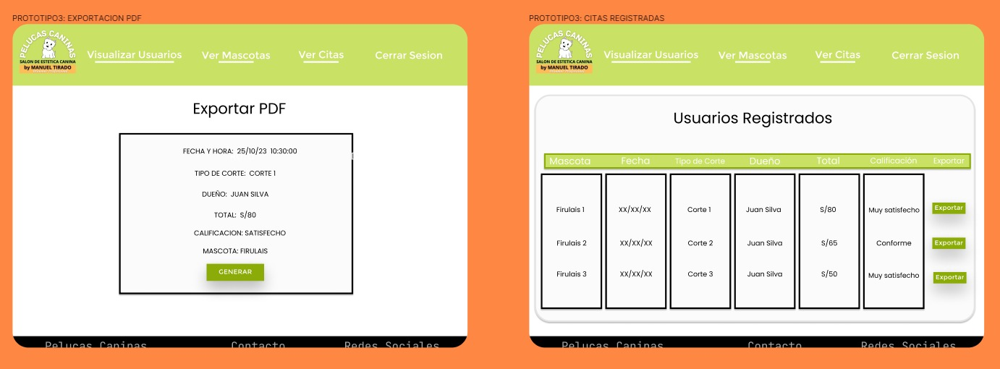 PROTOTIPO3: EXPORTACION PDF
PELUCAS CANINAS
SALON DE ESTETICA CANINA
by MANUEL TIRADO
Visualizar Usuarios Ver Mascotas Ver Citas Cerrar Sesion
Exportar PDF
FECHA Y HORA: 25/10/23 10:30:00
TIPO DE CORTE: CORTE 1
DUEÑO: JUAN SILVA
TOTAL: S/80
CALIFICACION: SATISFECHO
MASCOTA: FIRULAIS
GENERAR
Pelucas Caninas Contacto Redes Sociales
PROTOTIPO3: CITAS REGISTRADAS
PELUCAS CANINAS
SALON DE ESTETICA CANINA
by MANUEL TIRADO
Visualizar Usuarios Ver Mascotas Ver Citas Cerrar Sesion
Usuarios Registrados
Mascota Fecha Tipo de Corte Dueño Total Calificación Exportar
Firulais 1 XX/XX/XX Corte 1 Juan Silva S/80 Muy satisfecho Exportar
Firulais 2 XX/XX/XX Corte 2 Juan Silva S/65 Conforme Exportar
Firulais 3 XX/XX/XX Corte 3 Juan Silva S/50 Muy satisfecho Exportar
Pelucas Caninas Contacto Redes Sociales